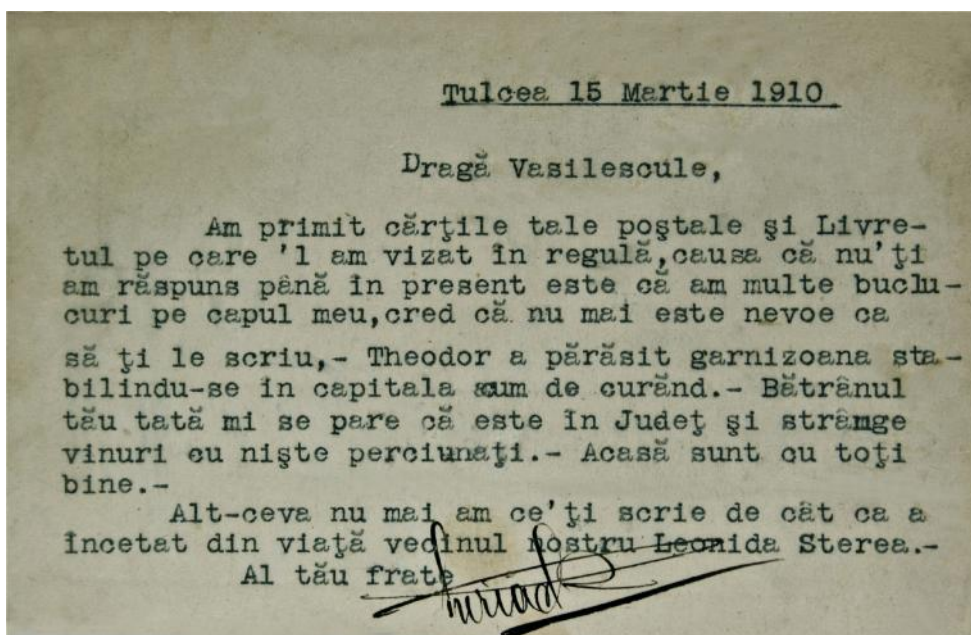 Tulcea 15 Martie 1910
Dragă Vasilescule,
Am primit cărţile tale poştale şi Livre-
tul pe care 'l am vizat în regulă,causa că nu'ţi
am răspuns până în present este că am multe buclu-
curi pe capul meu,cred că nu mai este nevoe ca
să ţi le scriu,- Theodor a părăsit garnizoana sta-
bilindu-se în capitala cum de curănd.- Bătrânul
tău tată mi se pare că este în Judeţ şi strâmge
vinuri cu nişte perciunaţi.- Acasă sunt cu toţi
bine.-
Alt-ceva nu mai am ce'ţi scrie de cât ca a
încetat din viaţă vecinul nostru Leonida Sterea.-
Al tău frate